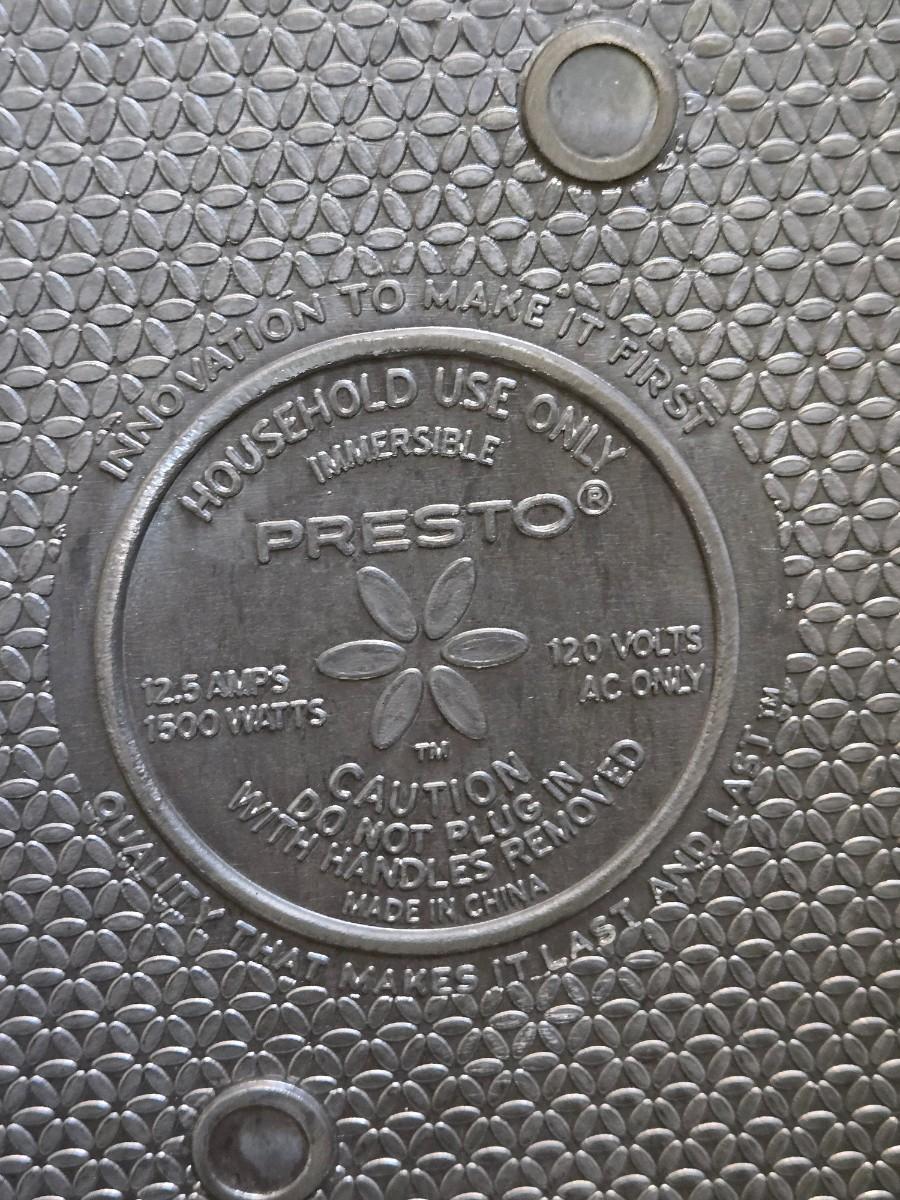 INNOVATION TO MAKE IT FIRST
HOUSEHOLD USE ONLY
IMMERSIBLE
PRESTO®
12.5 AMPS
1500 WATTS
120 VOLTS
AC ONLY
TM
CAUTION
DO NOT PLUG IN
WITH HANDLES REMOVED
MADE IN CHINA
QUALITY THAT MAKES IT LAST AND LAST™